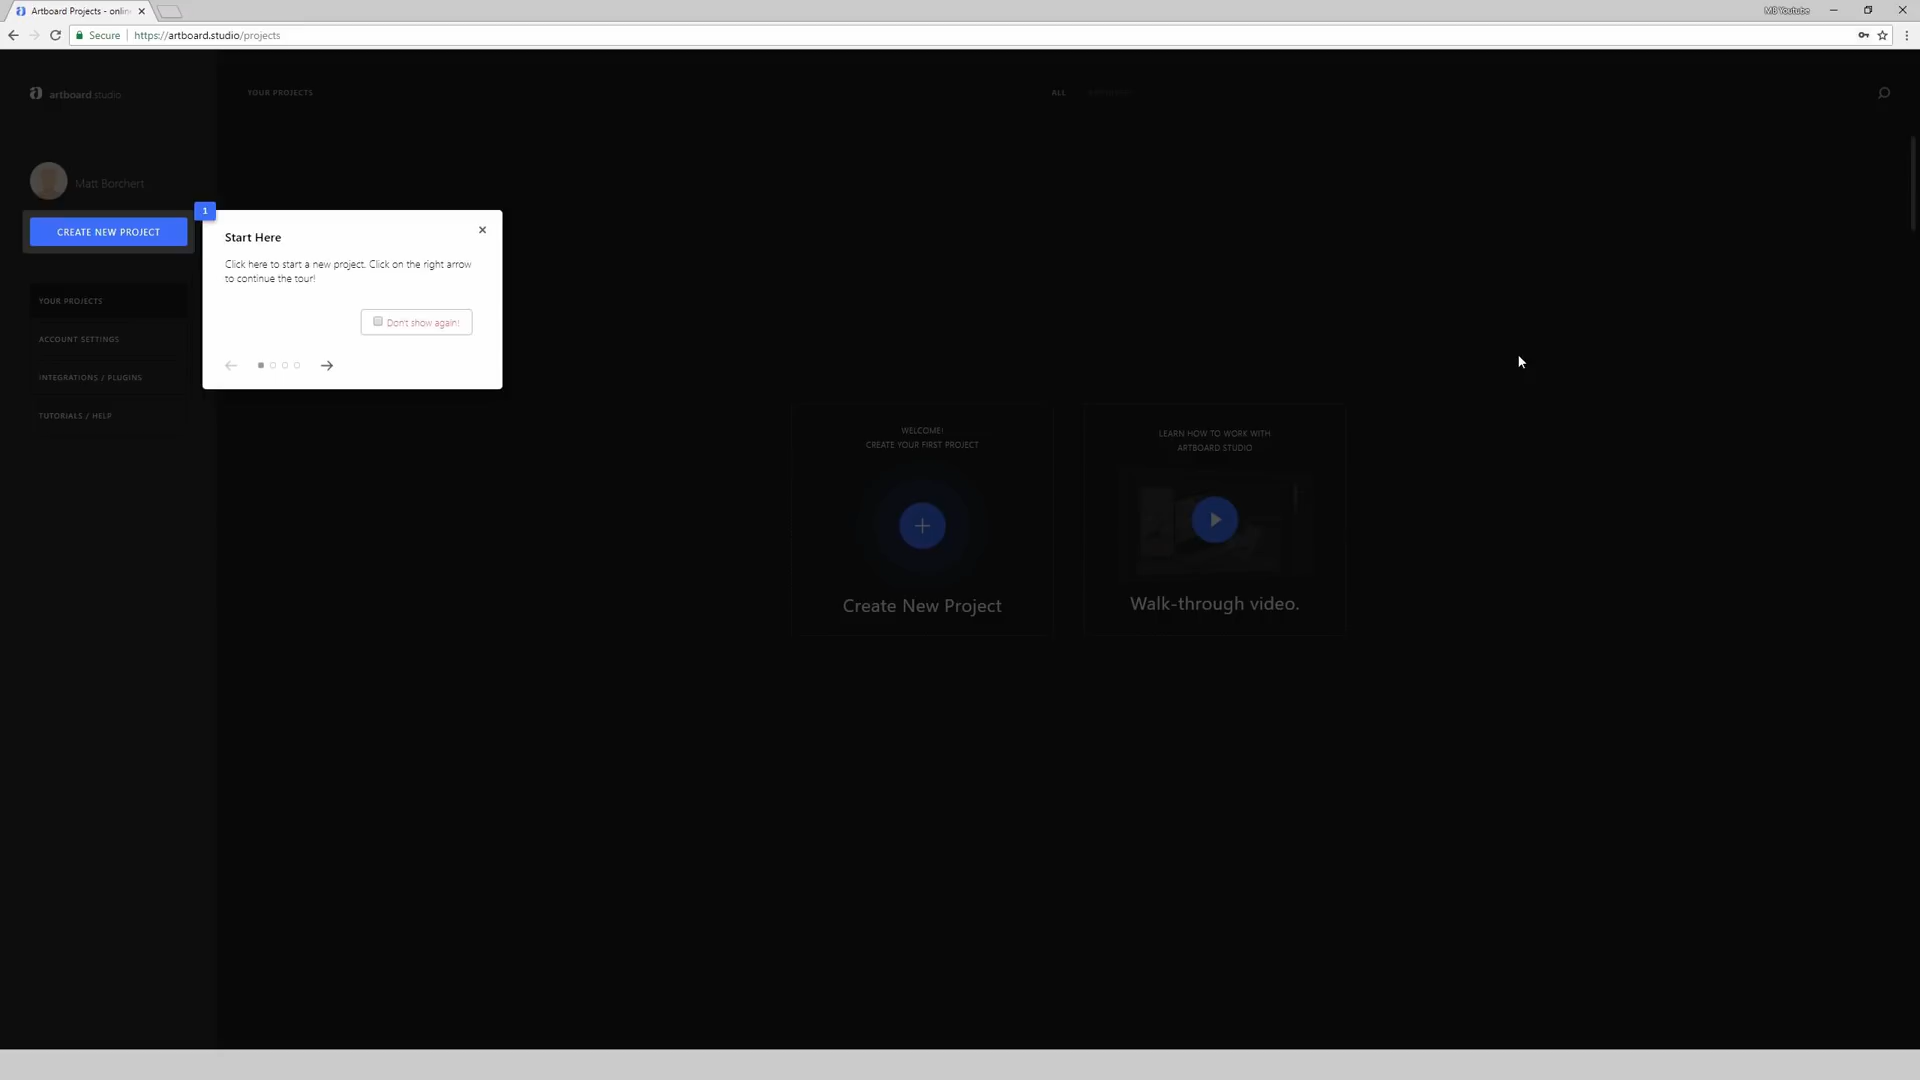 Artboard Projects - onlin
MB Youtube
Secure
https://artboard.studio/projects
artboard studio
YOUR PROJECTS
ALL
Matt Borchert
CREATE NEW PROJECT
1
Start Here
Click here to start a new project. Click on the right arrow
to continue the tour!
Don't show again!
YOUR PROJECTS
ACCOUNT SETTINGS
INTEGRATIONS / PLUGINS
TUTORIALS / HELP
WELCOME!
CREATE YOUR FIRST PROJECT
Create New Project
LEARN HOW TO WORK WITH
ARTBOARD STUDIO
Walk-through video.